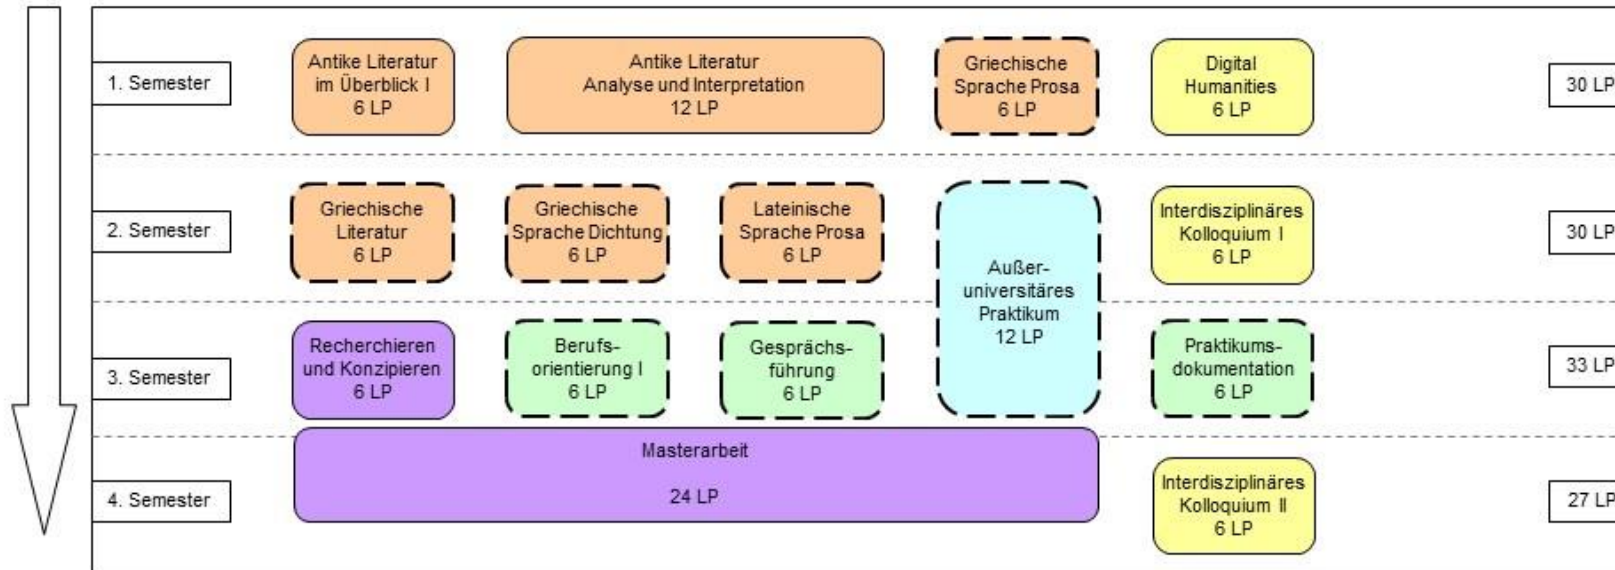 1. Semester
Antike Literatur
im Überblick I
6 LP
Antike Literatur
Analyse und Interpretation
12 LP
Griechische
Sprache Prosa
6 LP
Digital
Humanities
6 LP
30 LP
2. Semester
Griechische
Literatur
6 LP
Griechische
Sprache Dichtung
6 LP
Lateinische
Sprache Prosa
6 LP
Außer-
universitäres
Praktikum
12 LP
Interdisziplinäres
Kolloquium I
6 LP
30 LP
3. Semester
Recherchieren
und Konzipieren
6 LP
Berufs-
orientierung I
6 LP
Gesprächs-
führung
6 LP
Praktikums-
dokumentation
6 LP
33 LP
4. Semester
Masterarbeit
24 LP
Interdisziplinäres
Kolloquium II
6 LP
27 LP